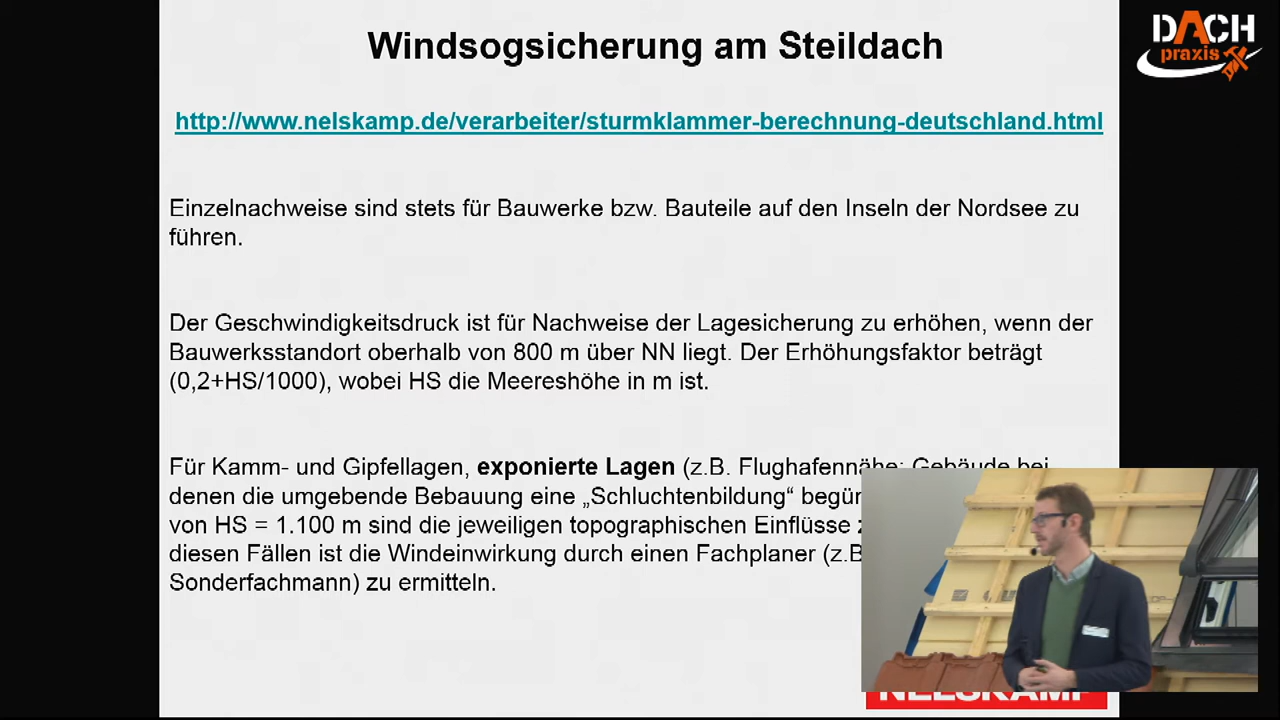 Windsogsicherung am Steildach
DACH
praxis
http://www.nelskamp.de/verarbeiter/sturmklammer-berechnung-deutschland.html
Einzelnachweise sind stets für Bauwerke bzw. Bauteile auf den Inseln der Nordsee zu
führen.
Der Geschwindigkeitsdruck ist für Nachweise der Lagesicherung zu erhöhen, wenn der
Bauwerksstandort oberhalb von 800 m über NN liegt. Der Erhöhungsfaktor beträgt
(0,2+HS/1000), wobei HS die Meereshöhe in m ist.
Für Kamm- und Gipfellagen, exponierte Lagen (z.B. Flughafennähe; Gebäude bei
denen die umgebende Bebauung eine „Schluchtenbildung“
von HS = 1.100 m sind die jeweiligen topographischen Einflüsse
diesen Fällen ist die Windeinwirkung durch einen Fachplaner
Sonderfachmann) zu ermitteln.
NELSKAMP